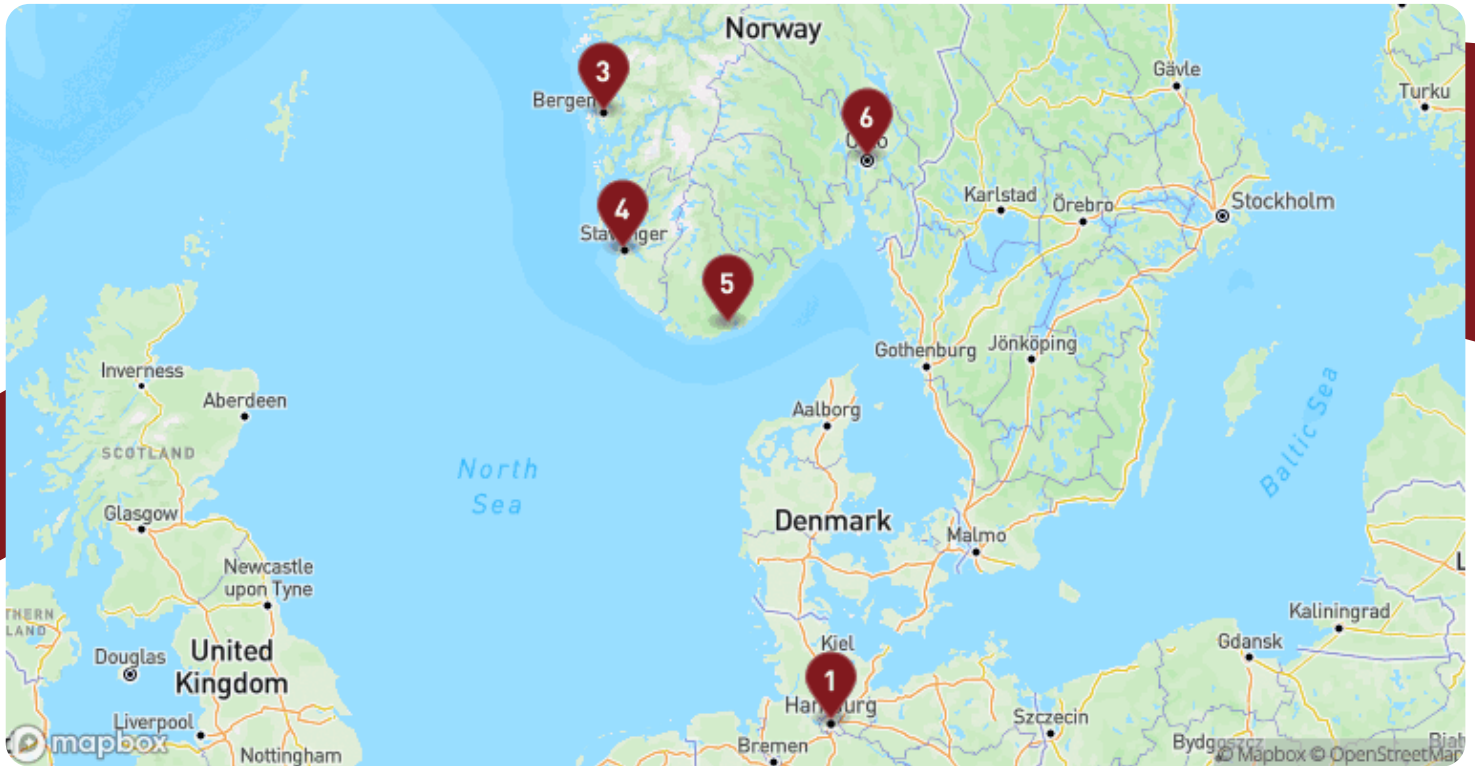 Norway
Gävle
3
Turku
Bergen
6
Karlstad
Örebro
Stockholm
4
5
Gothenburg
Jönköping
Inverness
Aberdeen
Aalborg
SCOTLAND
North
Sea
Baltic Sea
Glasgow
Denmark
Malmo
Newcastle
upon Tyne
Kaliningrad
Kiel
Gdansk
Douglas
United
Kingdom
1
Szczecin
Liverpool
Bremen
Nottingham
mapbox
© Mapbox © OpenStreetMap